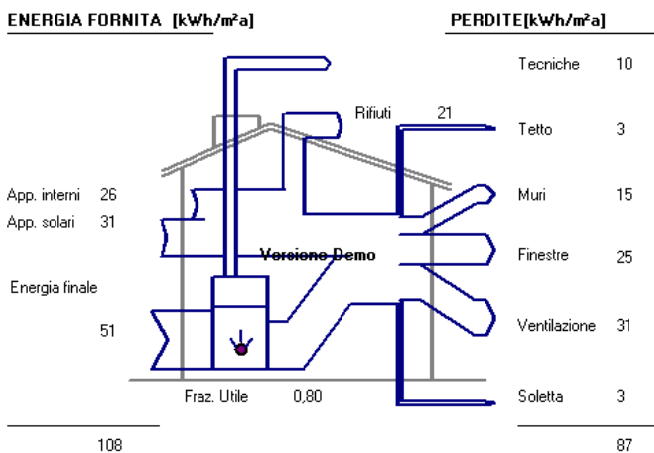 ENERGIA FORNITA [kWh/m²a]
PERDITE[kWh/m²a]
Tecniche 10
Rifiuti 21
Tetto 3
App. interni 26
Muri 15
App. solari 31
Versione Demo
Finestre 25
Energia finale
51
Ventilazione 31
Fraz. Utile 0,80
Soletta 3
108
87